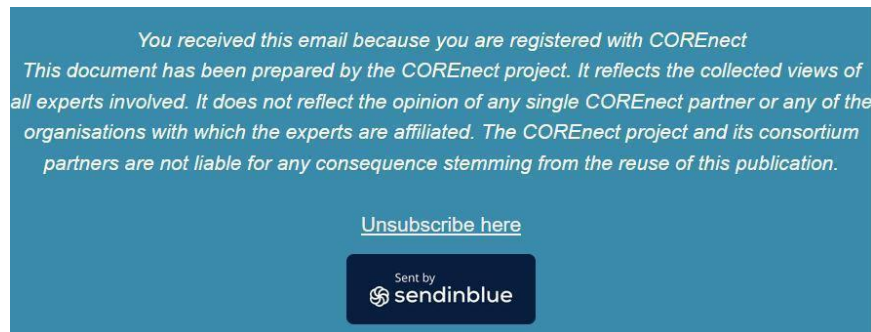 You received this email because you are registered with COREnect
This document has been prepared by the COREnect project. It reflects the collected views of
all experts involved. It does not reflect the opinion of any single COREnect partner or any of the
organisations with which the experts are affiliated. The COREnect project and its consortium
partners are not liable for any consequence stemming from the reuse of this publication.
Unsubscribe here
Sent by
sendinblue